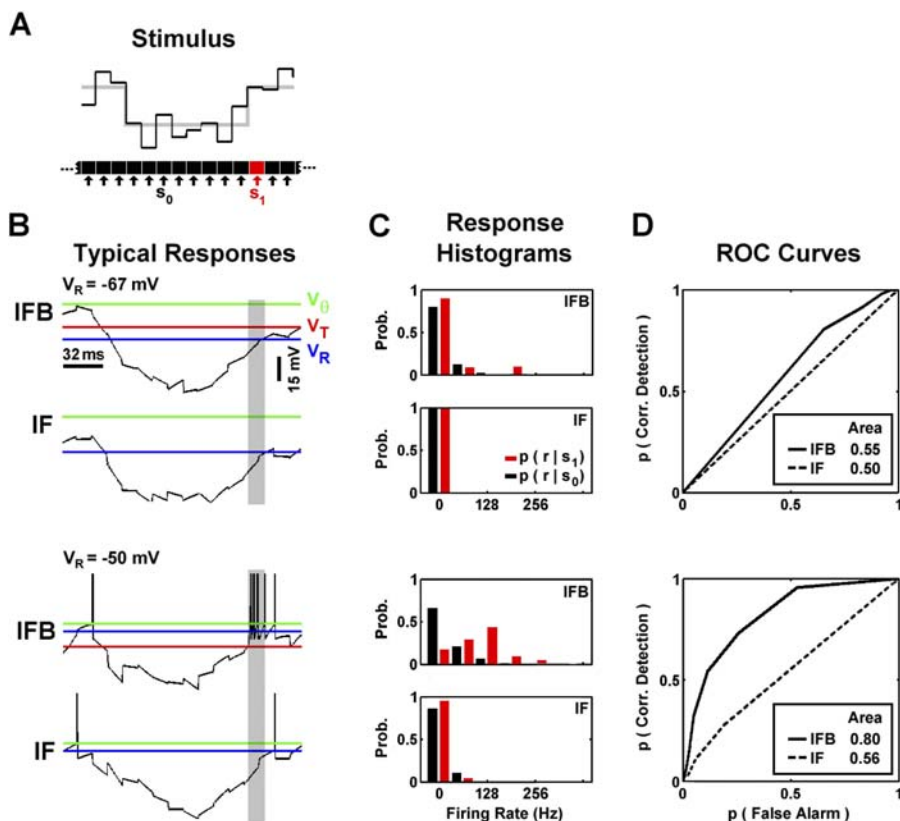 A
Stimulus
s0
s1
B
Typical Responses
VR = -67 mV
IFB
Vθ
VT
VR
32 ms
15 mV
IF
VR = -50 mV
IFB
IF
C
Response
Histograms
1
IFB
Prob.
0.5
0
1
IF
Prob.
0.5
p ( r | s1 )
p ( r | s0 )
0
0 128 256
1
IFB
Prob.
0.5
0
1
IF
Prob.
0.5
0
0 128 256
Firing Rate (Hz)
D
ROC Curves
1
p ( Corr. Detection )
0.5
Area
IFB 0.55
IF 0.50
0
0 0.5 1
1
p ( Corr. Detection )
0.5
Area
IFB 0.80
IF 0.56
0
0 0.5 1
p ( False Alarm )